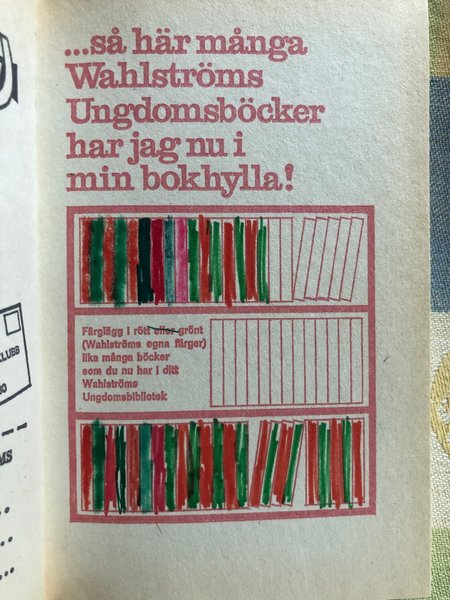 ...så här många
Wahlströms
Ungdomsböcker
har jag nu i
min bokhylla!
Färglägg i rött eller grönt
(Wahlströms egna färger)
lika många böcker
som du nu har i ditt
Wahlströms
Ungdomsbibliotek
KLUBB